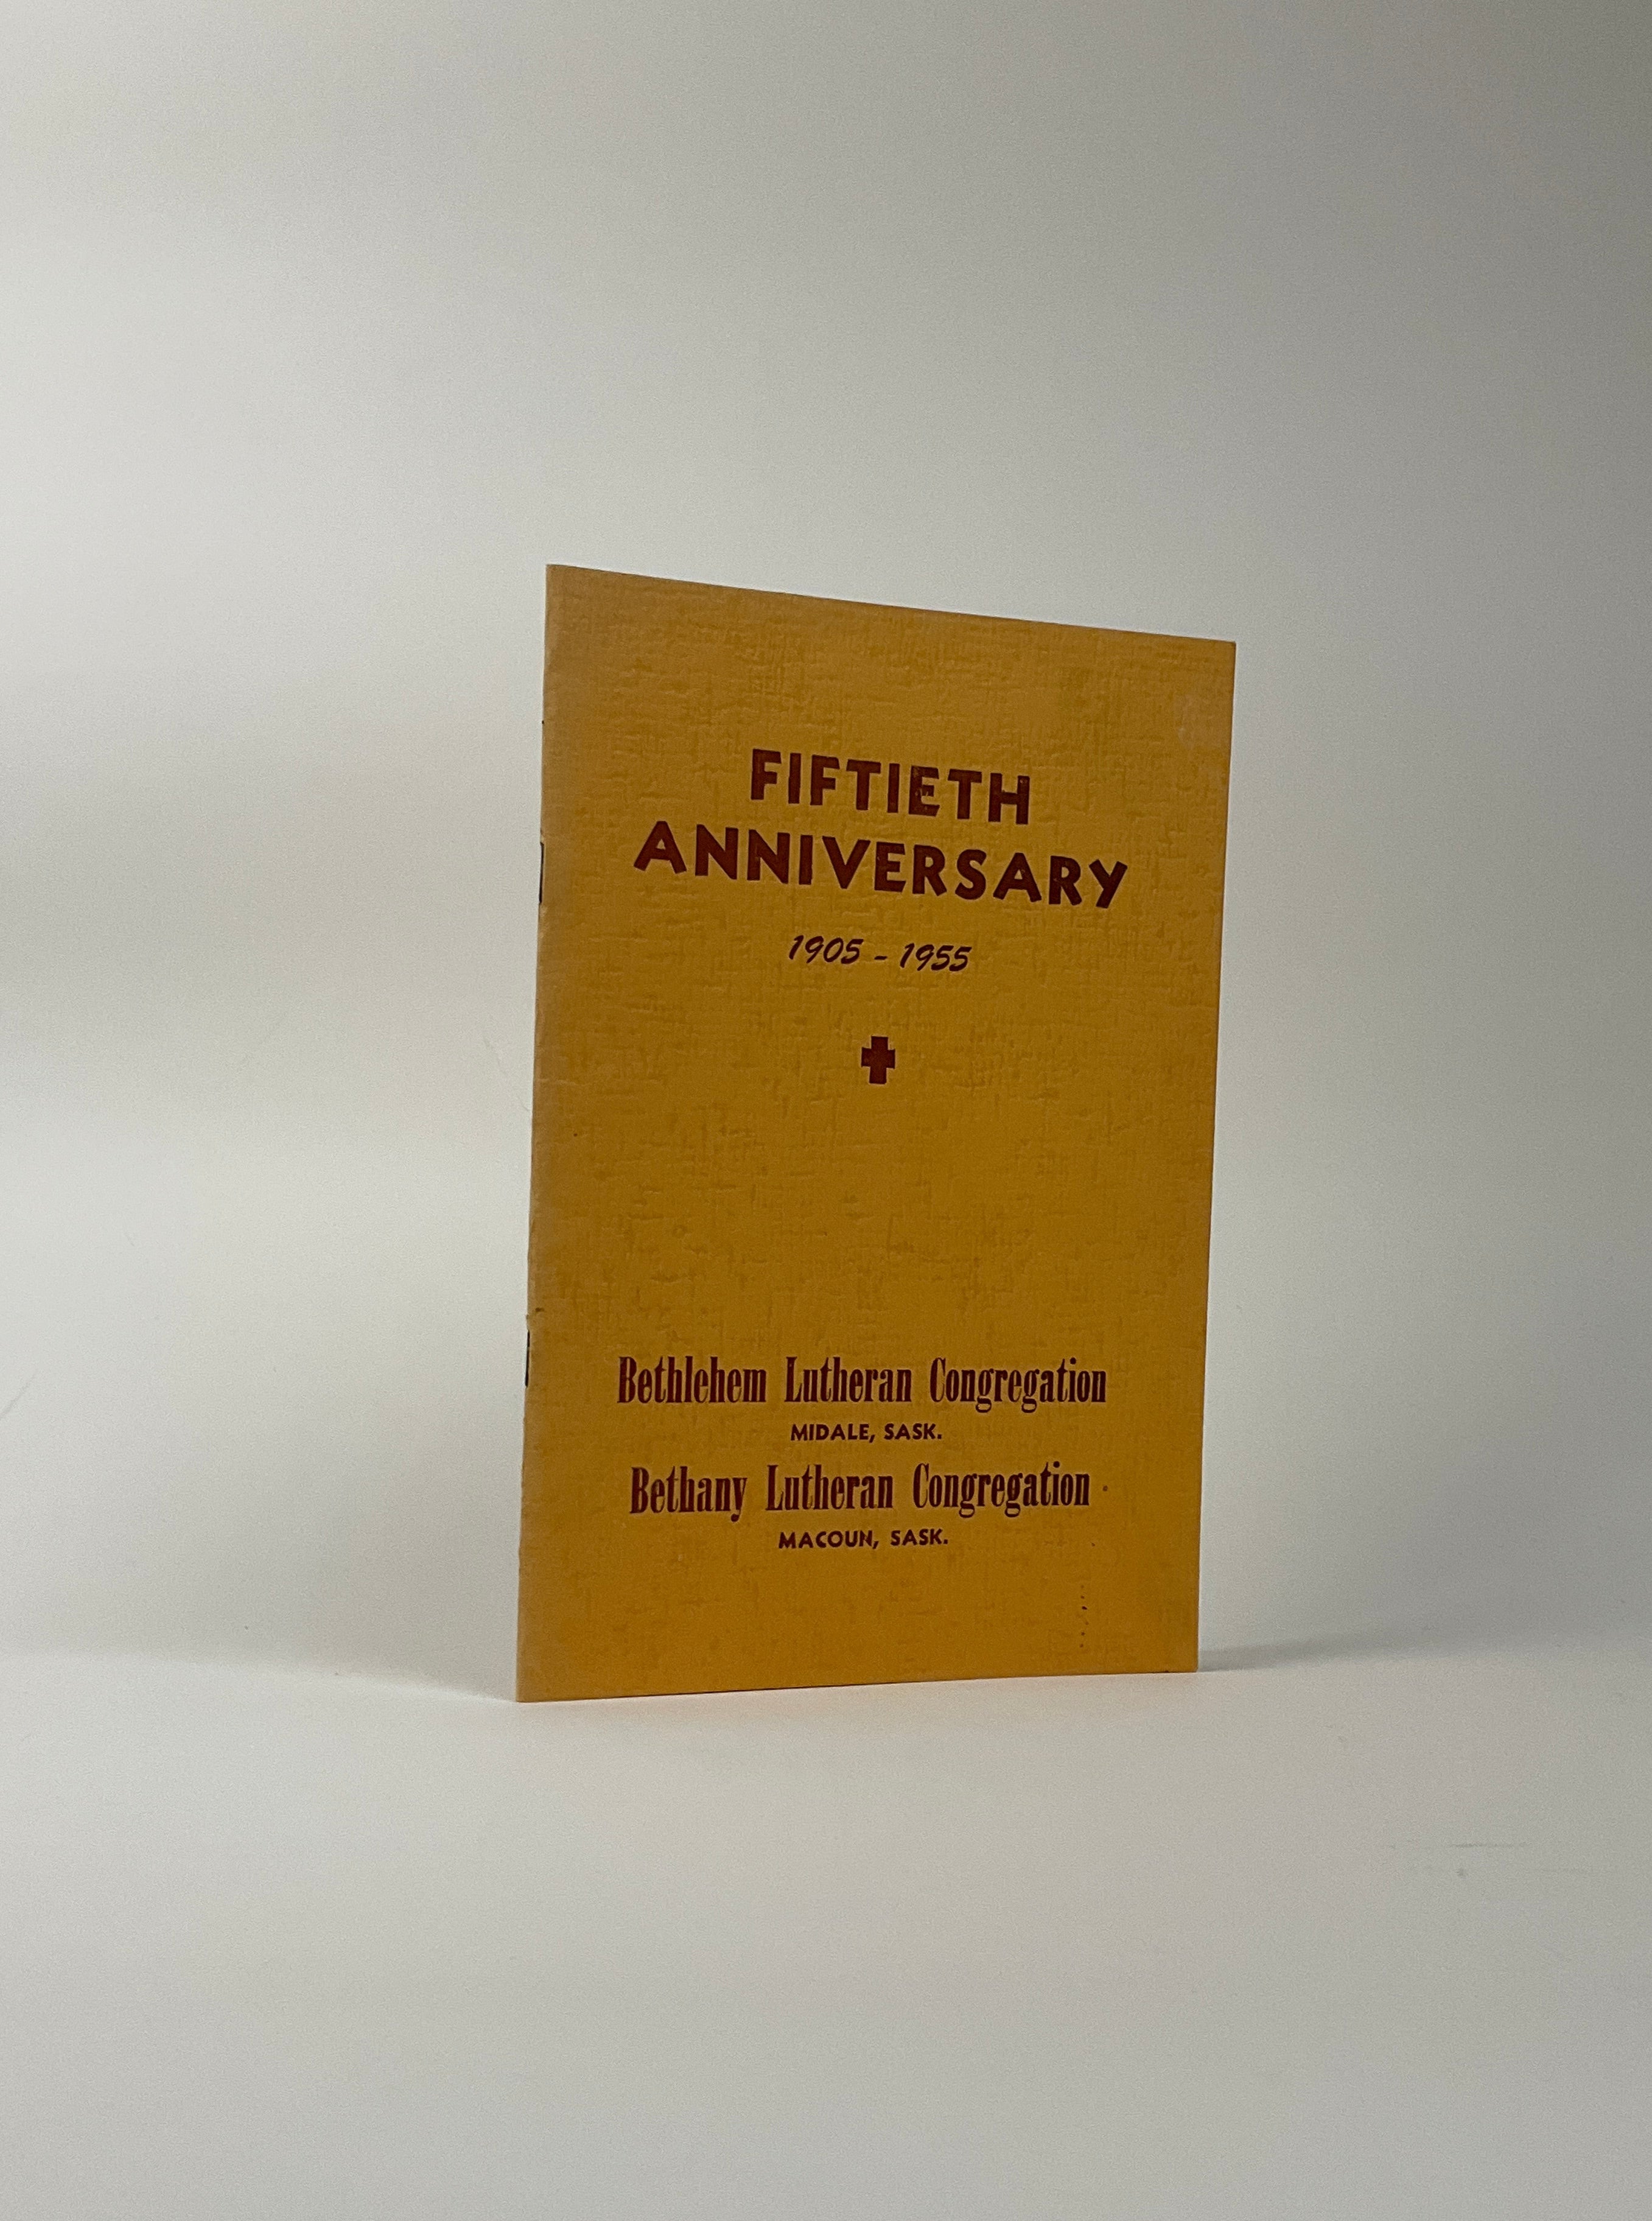 FIFTIETH
ANNIVERSARY
1905 - 1955
Bethlehem Lutheran Congregation
MIDALE, SASK.
Bethany Lutheran Congregation
MACOUN, SASK.